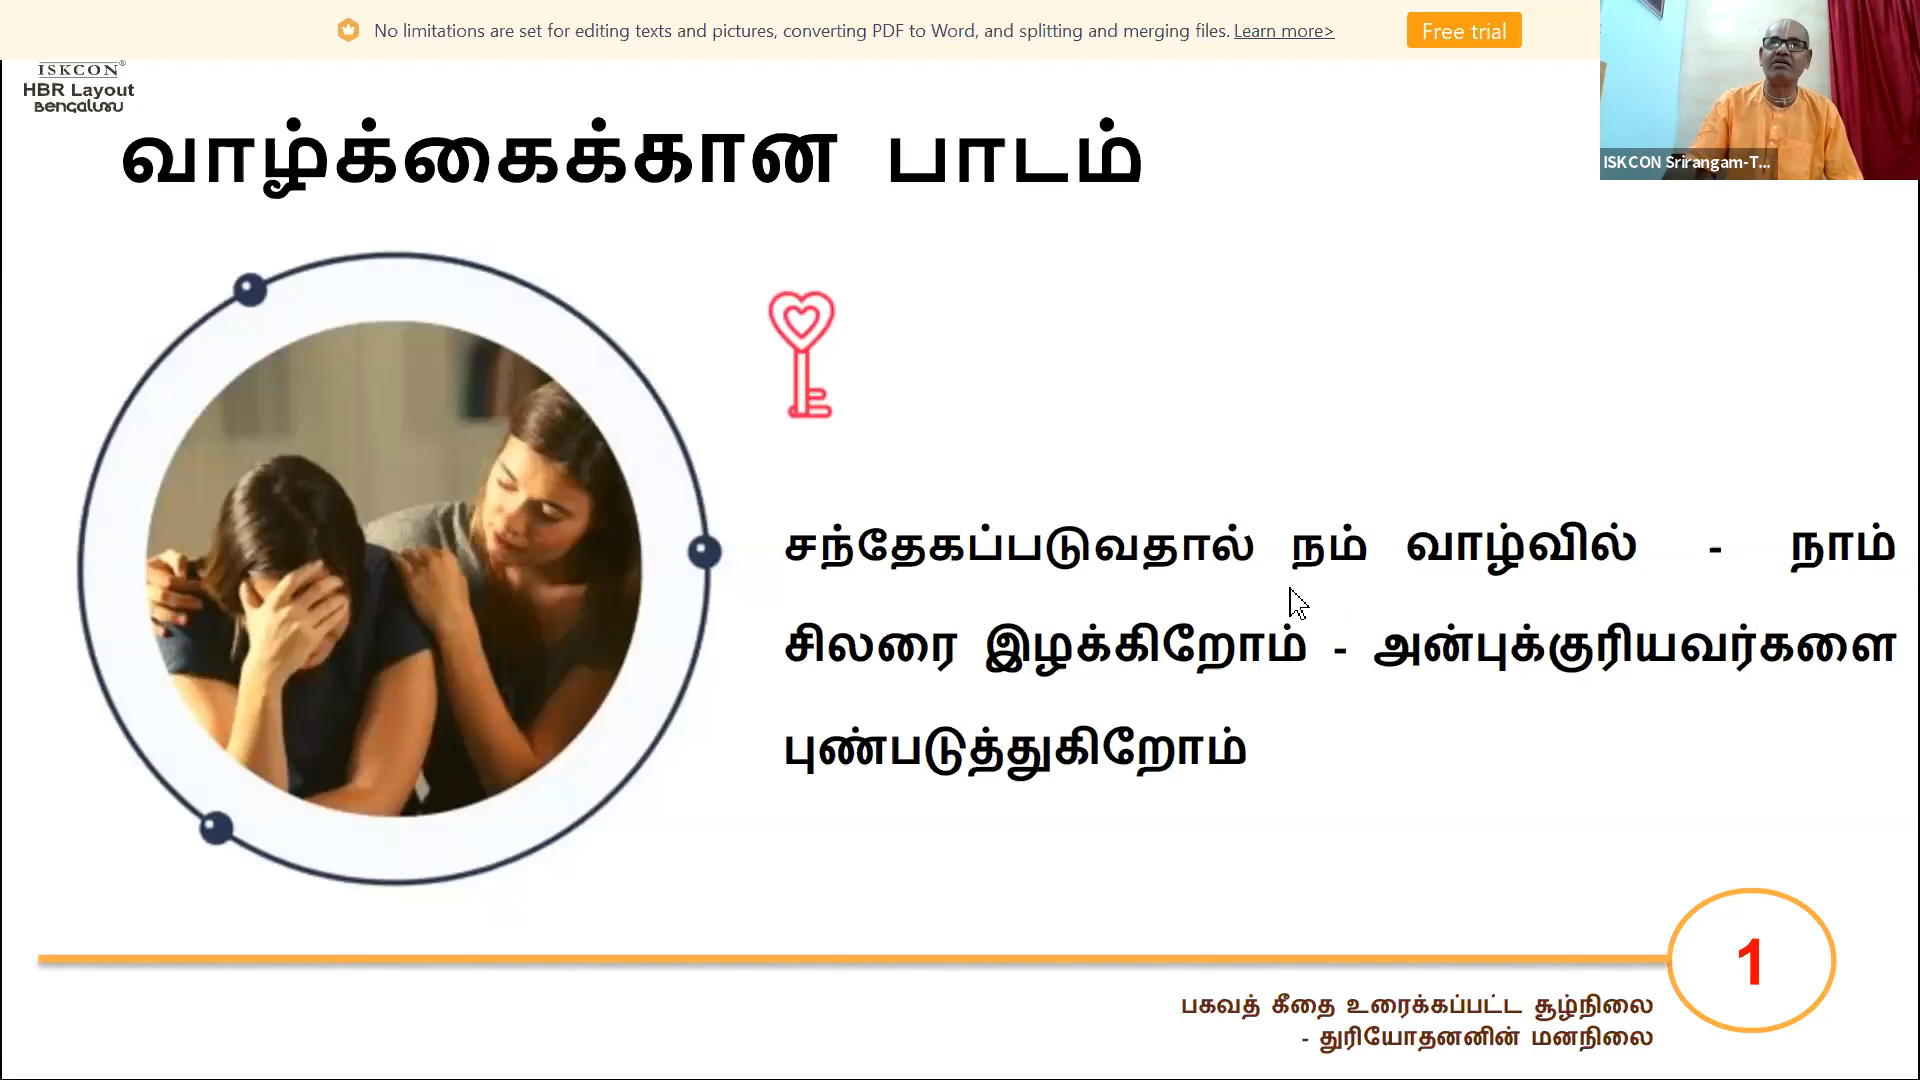 No limitations are set for editing texts and pictures, converting PDF to Word, and splitting and merging files. Learn more>
Free trial
ISKCON®
HBR Layout
Bengaluru
ISKCON Srirangam-T...
வாழ்க்கைக்கான பாடம்
சந்தேகப்படுவதால் நம் வாழ்வில் - நாம்
சிலரை இழக்கிறோம் - அன்புக்குரியவர்களை
புண்படுத்துகிறோம்
1
பகவத் கீதை உரைக்கப்பட்ட சூழ்நிலை
- துரியோதனனின் மனநிலை